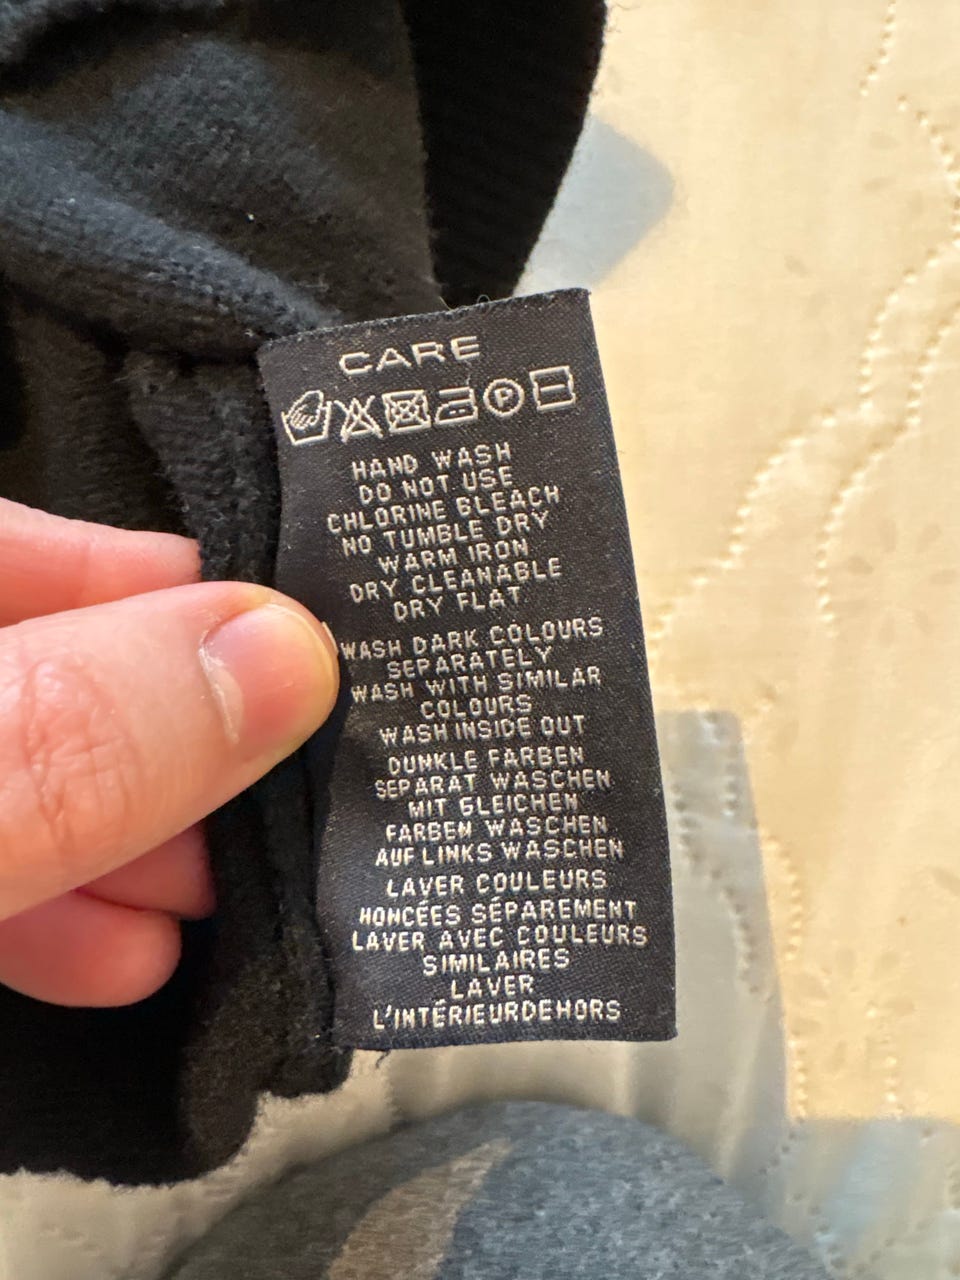 CARE
P
HAND WASH
DO NOT USE
CHLORINE BLEACH
NO TUMBLE DRY
WARM IRON
DRY CLEANABLE
DRY FLAT
WASH DARK COLOURS
SEPARATELY
WASH WITH SIMILAR
COLOURS
WASH INSIDE OUT
DUNKLE FARBEN
SEPARAT WASCHEN
MIT GLEICHEN
FARBEN WASCHEN
AUF LINKS WASCHEN
LAVER COULEURS
HONCÉES SÉPAREMENT
LAVER AVEC COULEURS
SIMILAIRES
LAVER
L'INTÉRIEURDEHORS